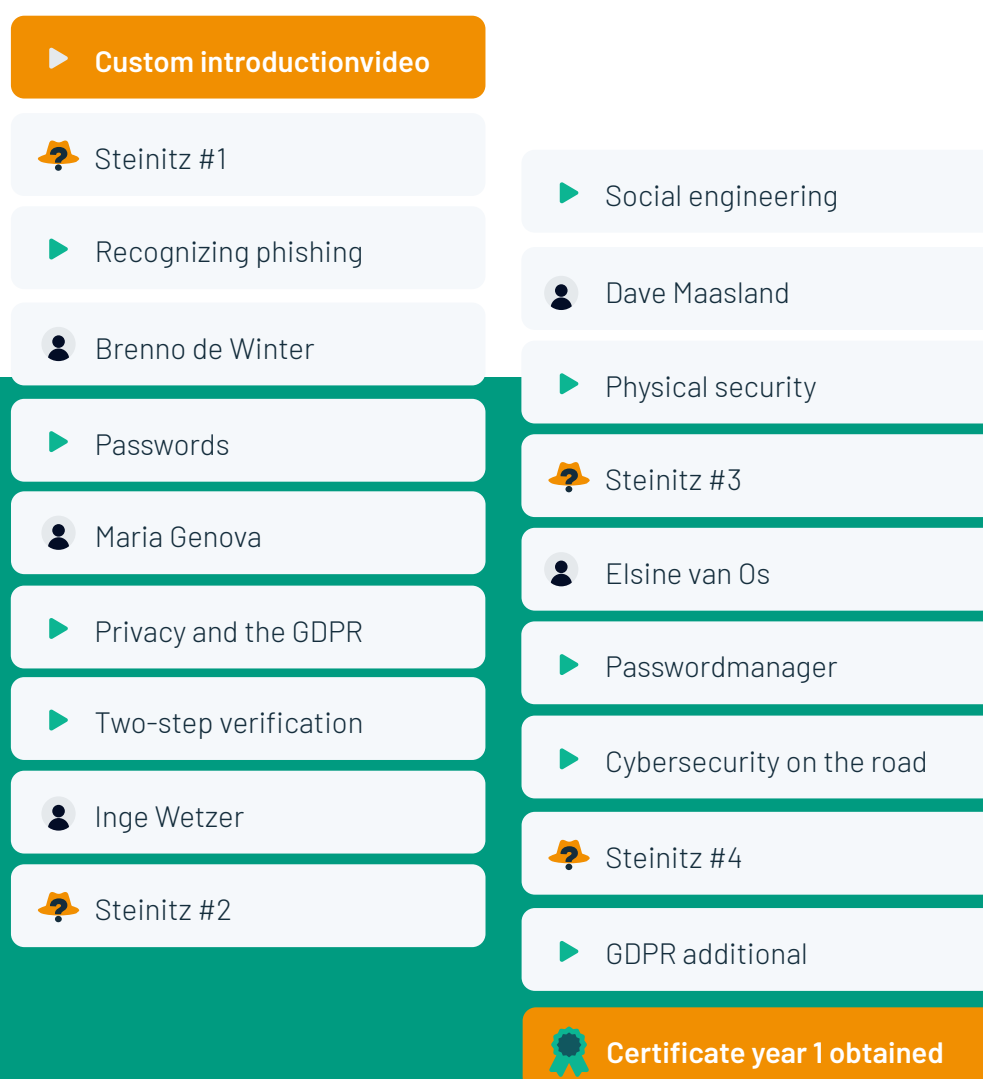 Custom introductionvideo
Steinitz #1
Recognizing phishing
Brenno de Winter
Passwords
Maria Genova
Privacy and the GDPR
Two-step verification
Inge Wetzer
Steinitz #2
Social engineering
Dave Maasland
Physical security
Steinitz #3
Elsine van Os
Passwordmanager
Cybersecurity on the road
Steinitz #4
GDPR additional
Certificate year 1 obtained